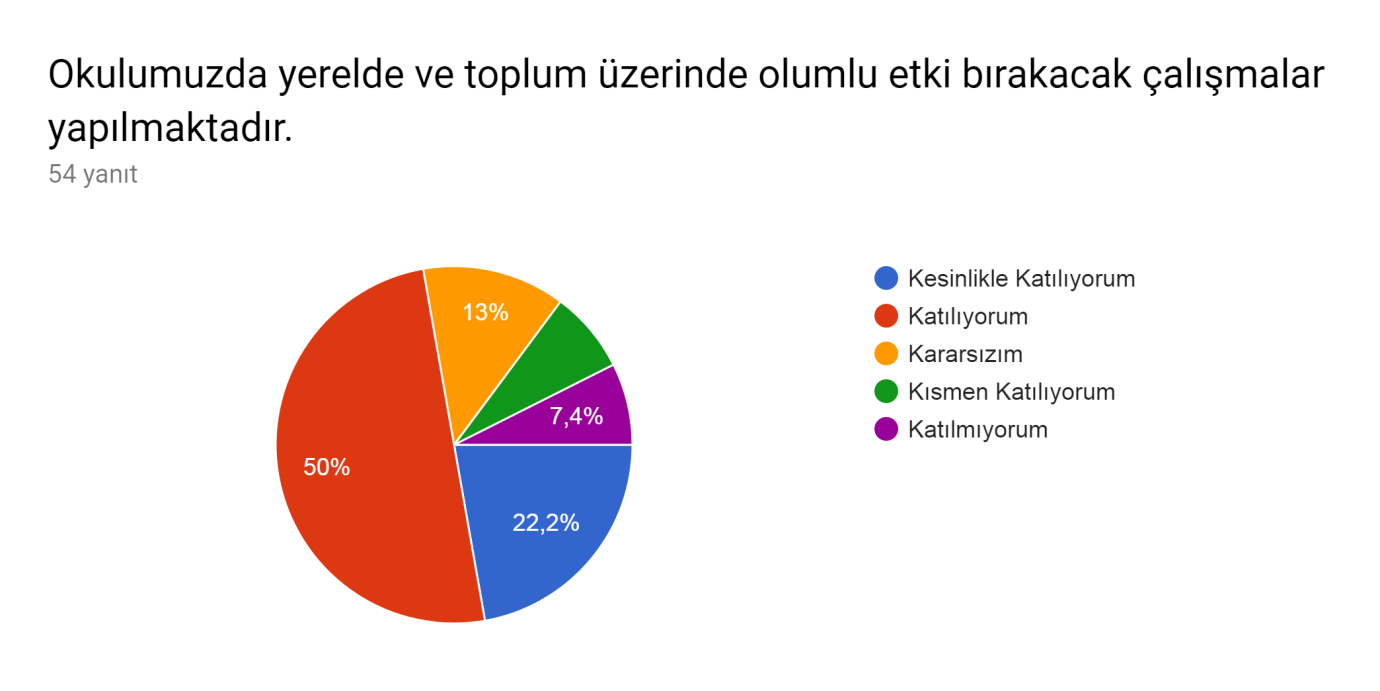 Okulumuzda yerelde ve toplum üzerinde olumlu etki bırakacak çalışmalar
yapılmaktadır.
54 yanıt
Kesinlikle Katılıyorum
Katılıyorum
Kararsızım
Kısmen Katılıyorum
Katılmıyorum
13%
7,4%
50%
22,2%